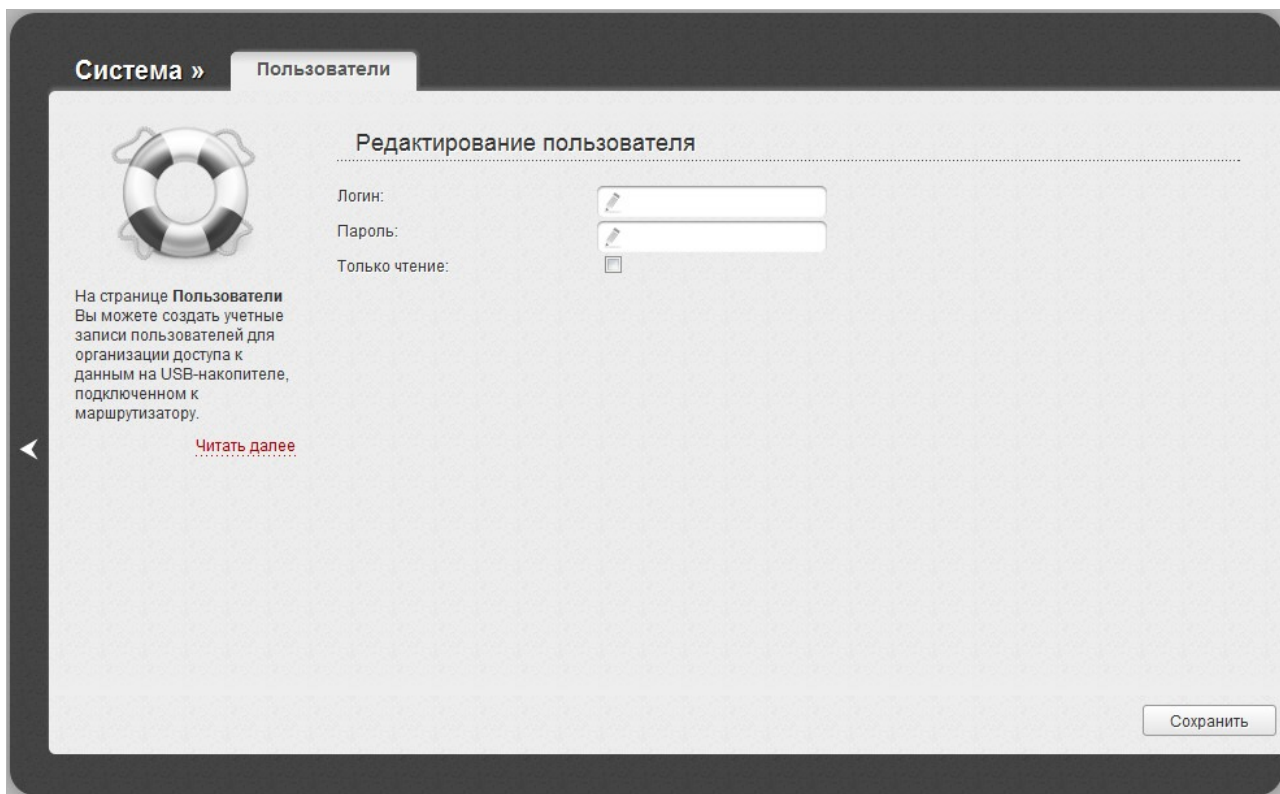 Система »
Пользователи
Редактирование пользователя
Логин:
Пароль:
Только чтение:
На странице Пользователи
Вы можете создать учетные
записи пользователей для
организации доступа к
данным на USB-накопителе,
подключенном к
маршрутизатору.
Читать далее
Сохранить